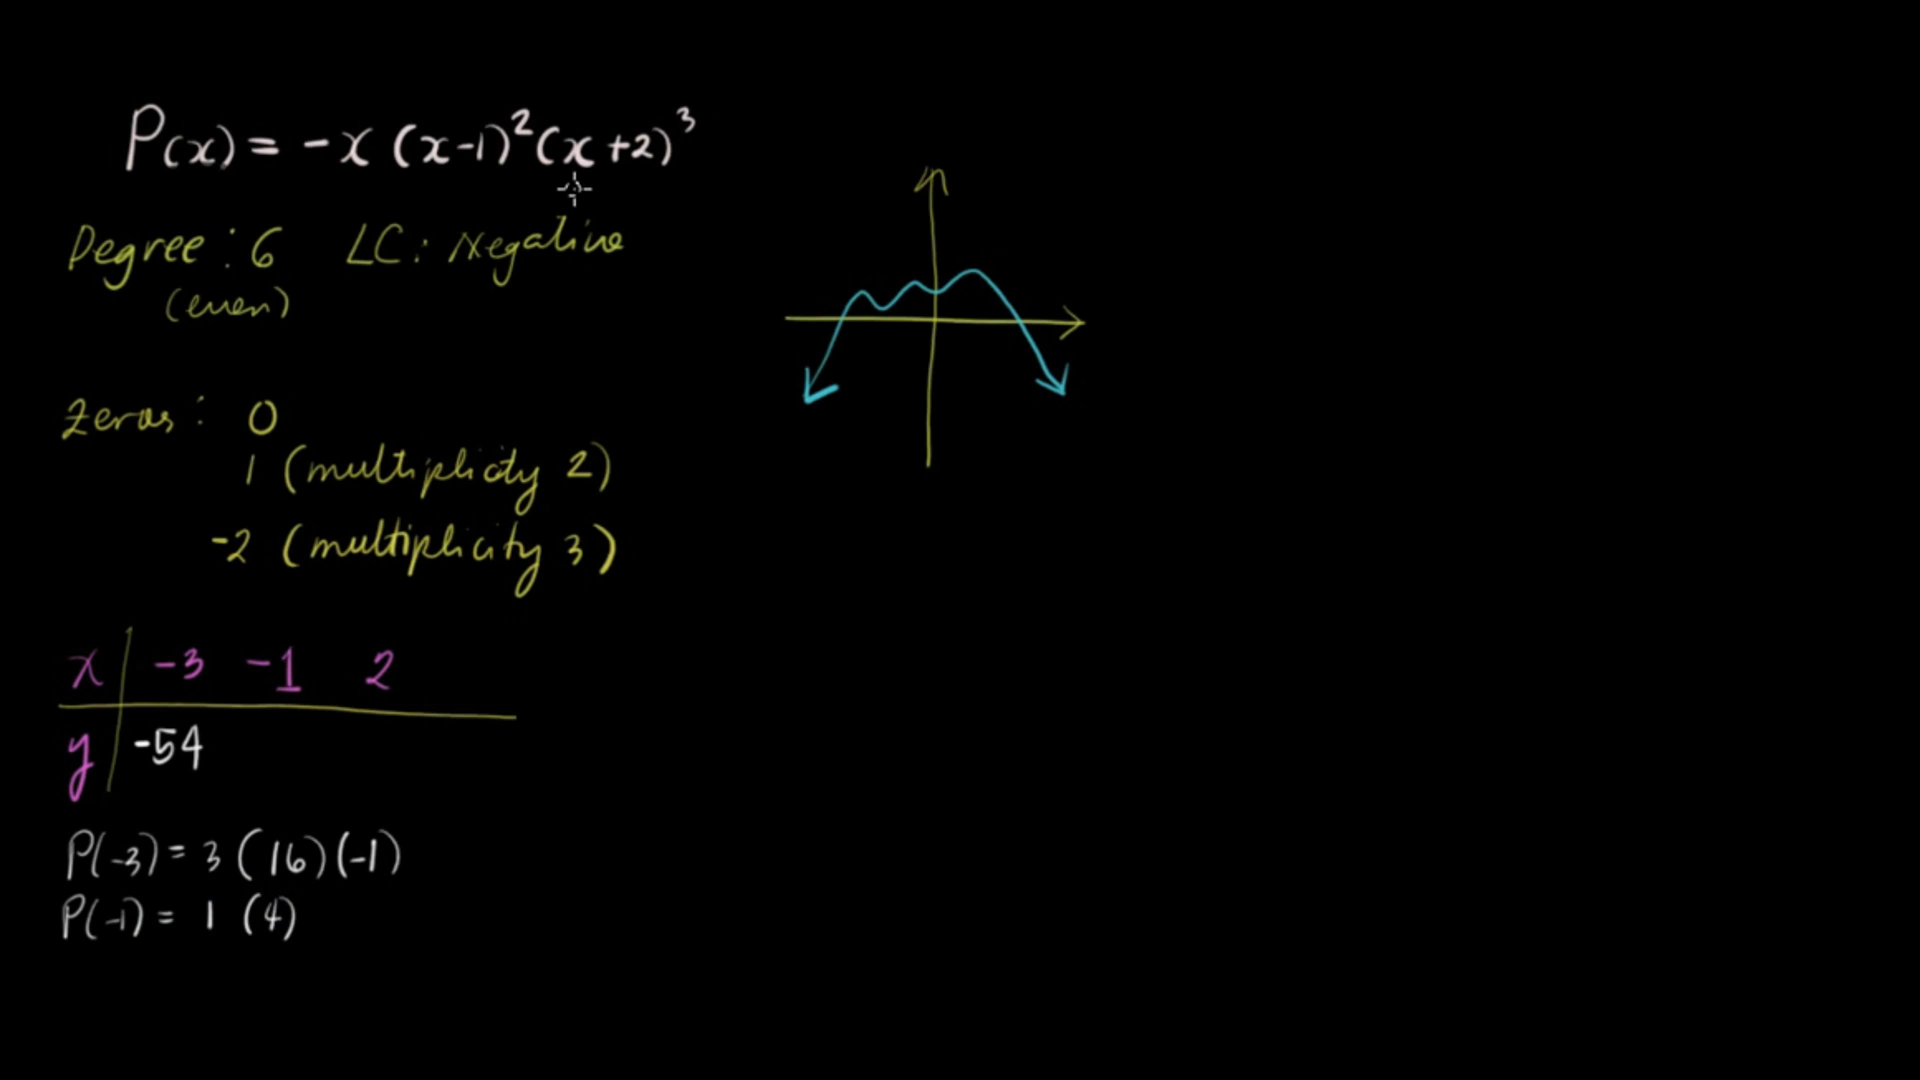 P(x) = -x (x-1)²(x+2)³
Degree: 6 LC: Negative
(even)
Zeros: 0
1 (multiplicity 2)
-2 (multiplicity 3)
x -3 -1 2
y -54
P(-3) = 3 (16)(-1)
P(-1) = 1 (4)